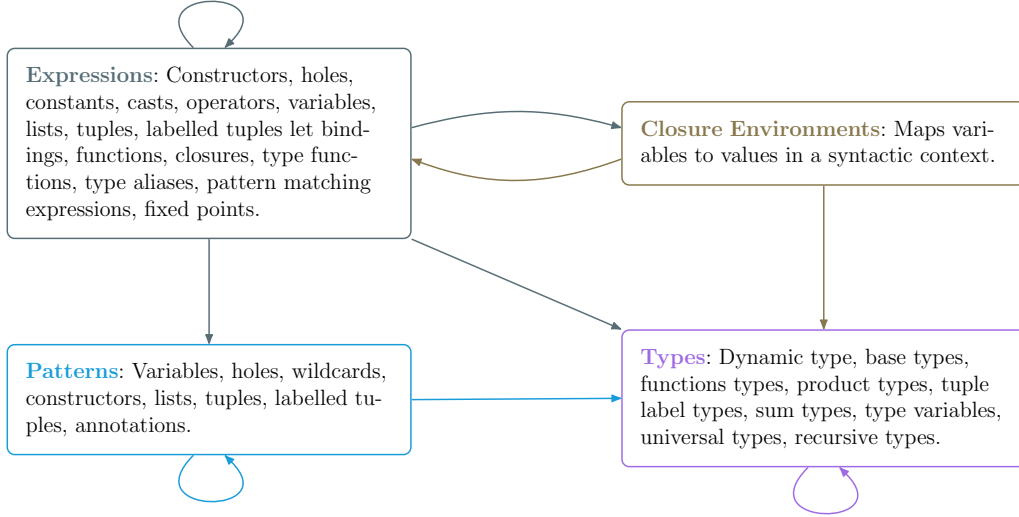 Expressions: Constructors, holes,
constants, casts, operators, variables,
lists, tuples, labelled tuples let bind-
ings, functions, closures, type func-
tions, type aliases, pattern matching
expressions, fixed points.
Closure Environments: Maps vari-
ables to values in a syntactic context.
Patterns: Variables, holes, wildcards,
constructors, lists, tuples, labelled tu-
ples, annotations.
Types: Dynamic type, base types,
functions types, product types, tuple
label types, sum types, type variables,
universal types, recursive types.